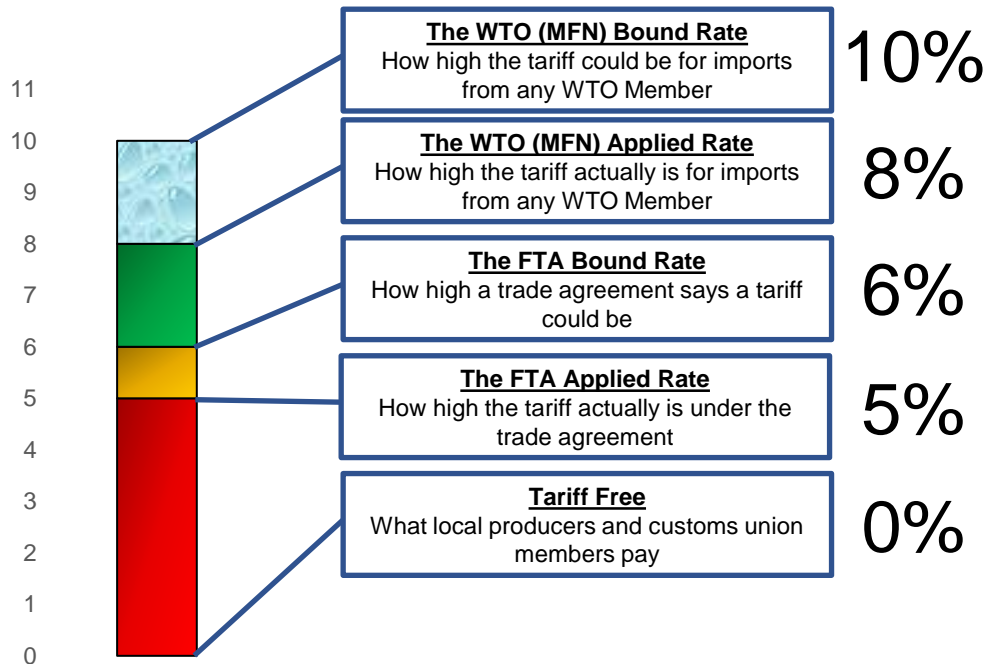 The WTO (MFN) Bound Rate
How high the tariff could be for imports
from any WTO Member
10%
The WTO (MFN) Applied Rate
How high the tariff actually is for imports
from any WTO Member
8%
The FTA Bound Rate
How high a trade agreement says a tariff
could be
6%
The FTA Applied Rate
How high the tariff actually is under the
trade agreement
5%
Tariff Free
What local producers and customs union
members pay
0%
11
10
9
8
7
6
5
4
3
2
1
0